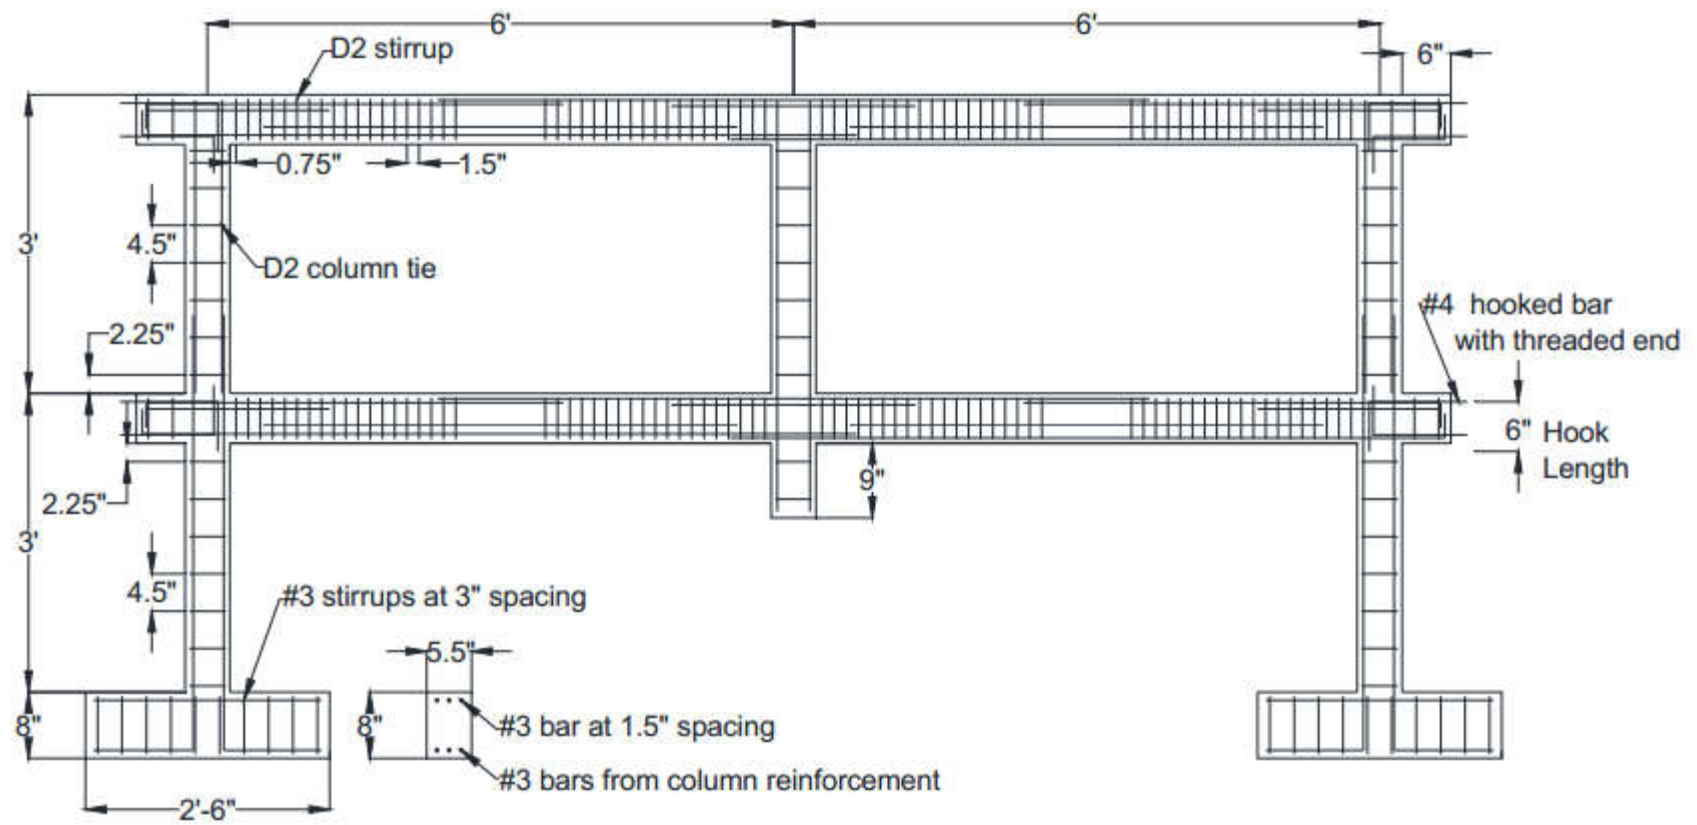 6'
6'
D2 stirrup
6"
0.75"
1.5"
3'
4.5"
D2 column tie
#4 hooked bar
with threaded end
2.25"
6" Hook
Length
9"
2.25"
3'
4.5"
#3 stirrups at 3" spacing
5.5"
8"
8"
#3 bar at 1.5" spacing
#3 bars from column reinforcement
2'-6"